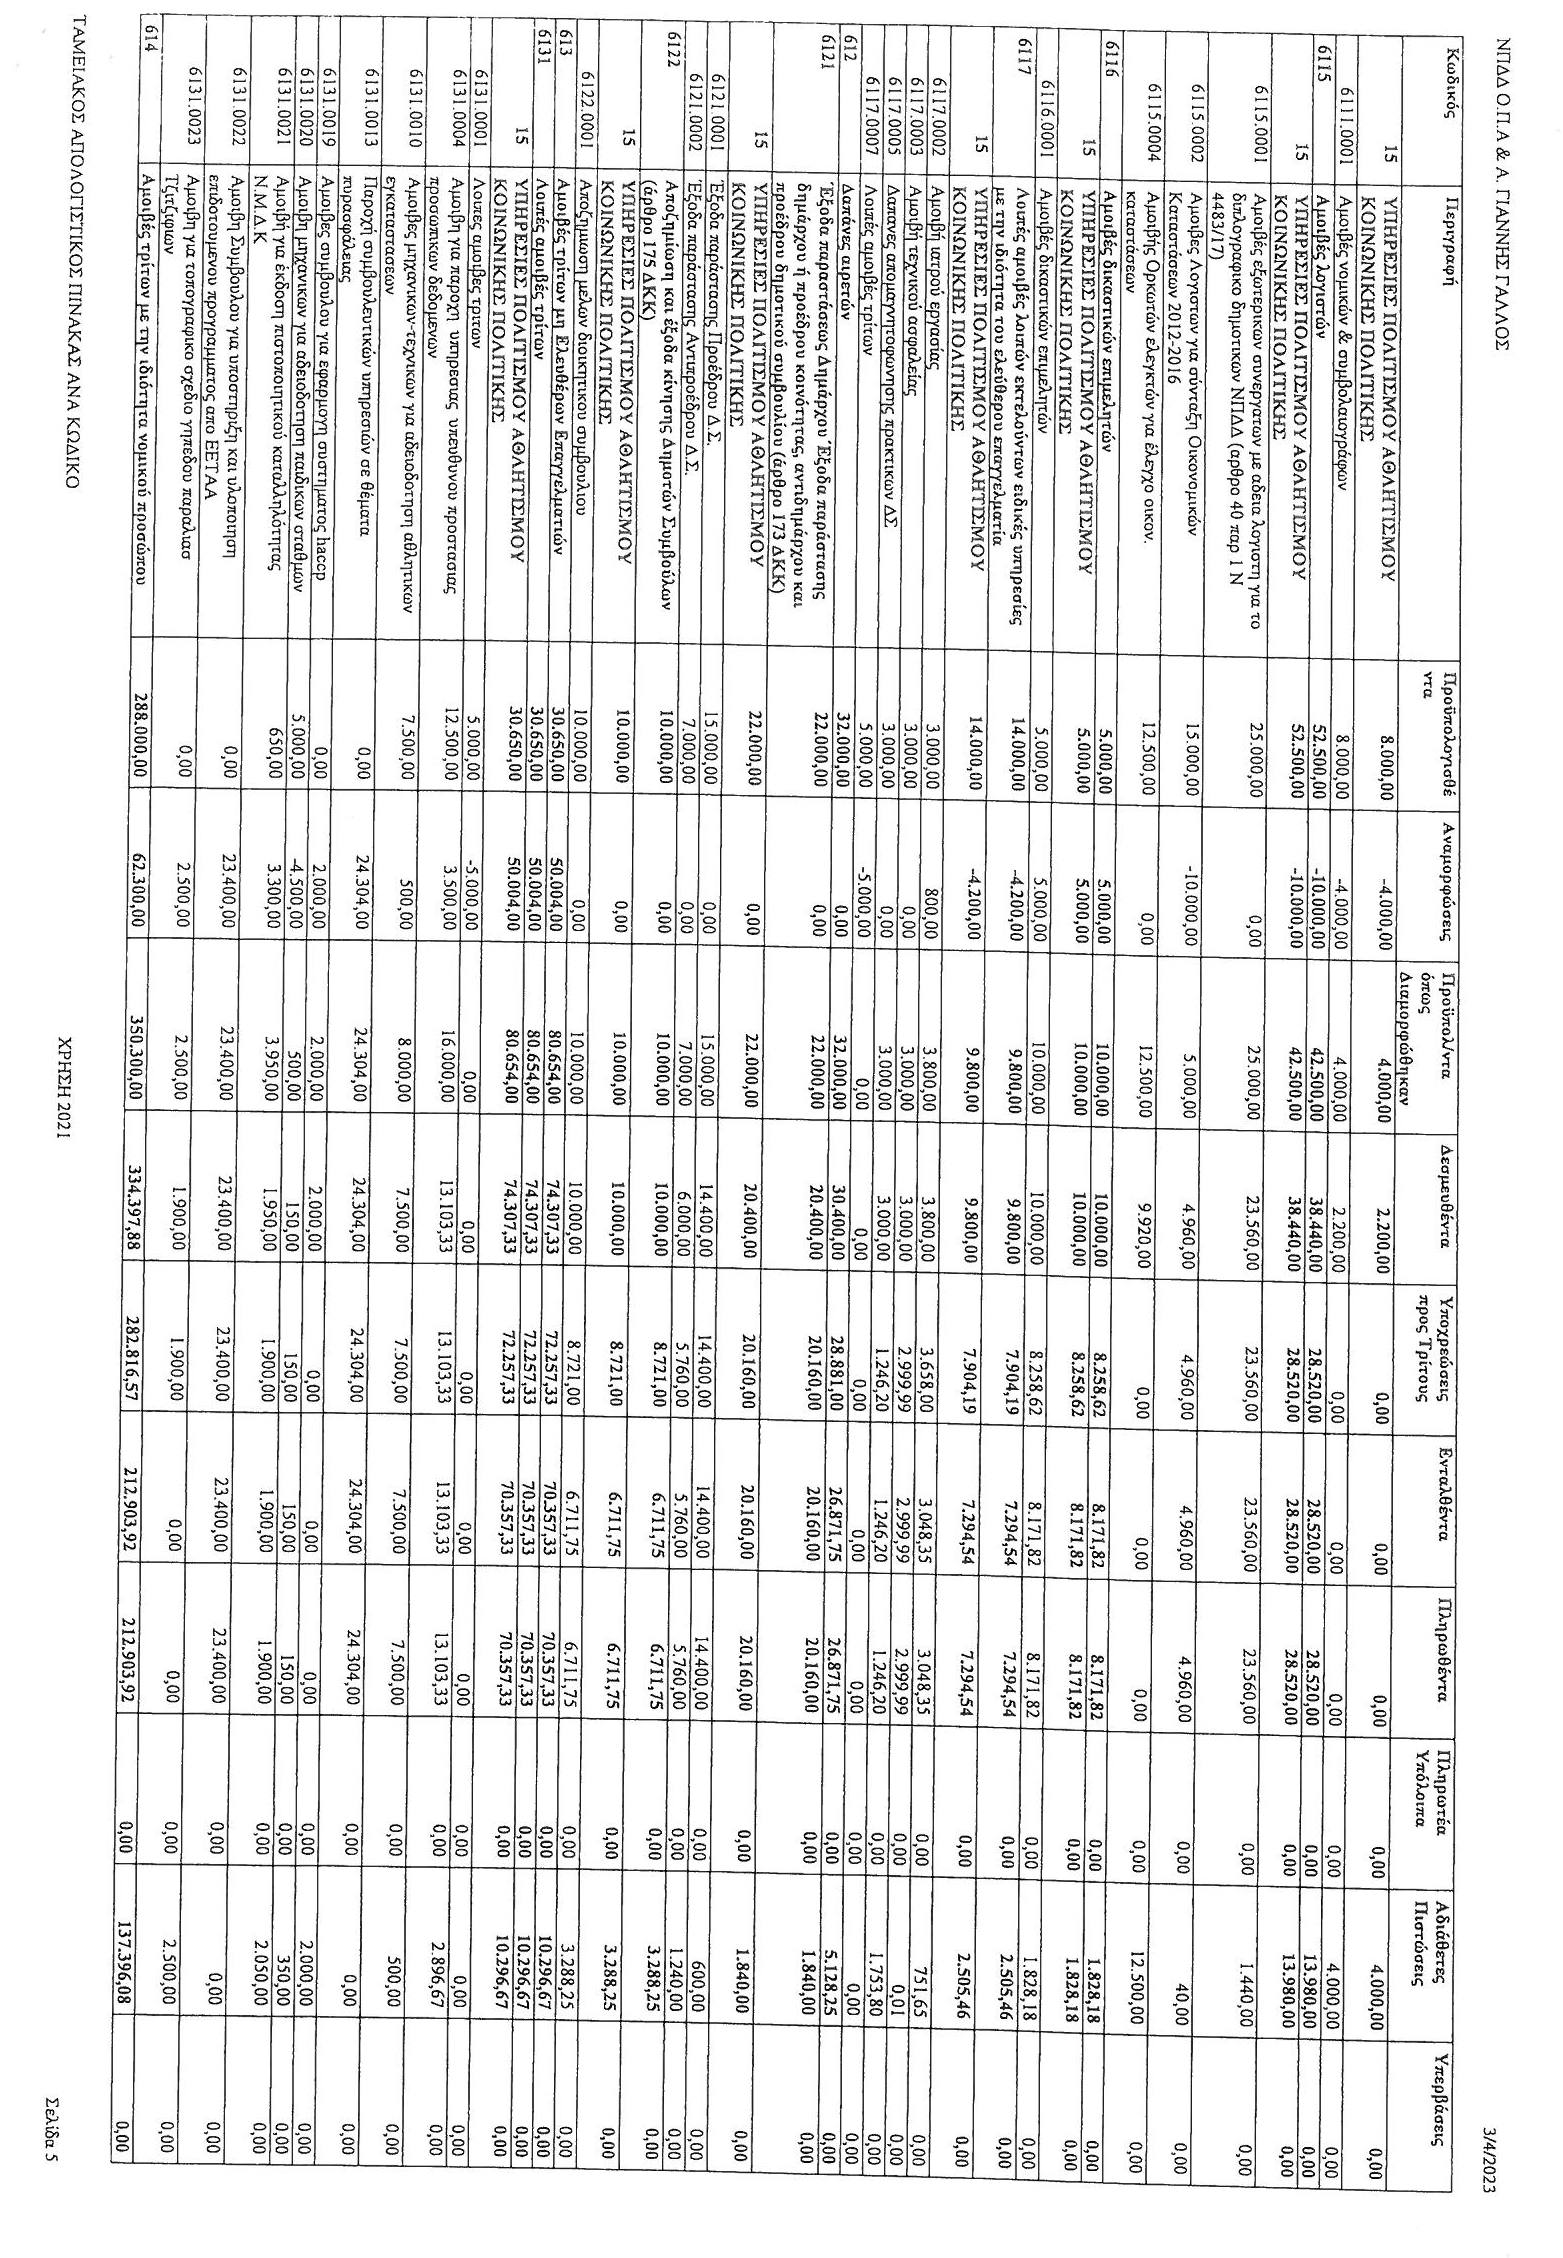 ΝΠΔΔ Ο.Π.Α & Α. ΓΙΑΝΝΗΣ ΓΑΛΛΟΣ 3/4/2023
Κωδικός Περιγραφή Προϋπολογισθέ Αναμορφώσεις Προϋπολ/ντα Δεσμευθέντα Υποχρεώσεις Ενταλθέντα Πληρωθέντα Πληρωτέα Αδιάθετες Υπερβάσεις
ντα όπως προς Τρίτους Υπόλοιπα Πιστώσεις
Διαμορφώθηκαν
15 ΥΠΗΡΕΣΙΕΣ ΠΟΛΙΤΙΣΜΟΥ ΑΘΛΗΤΙΣΜΟΥ 8.000,00 -4.000,00 4.000,00 2.200,00 0,00 0,00 0,00 0,00 4.000,00 0,00
ΚΟΙΝΩΝΙΚΗΣ ΠΟΛΙΤΙΚΗΣ
6111.0001 Αμοιβές νομικών & συμβολαιογράφων 8.000,00 -4.000,00 4.000,00 2.200,00 0,00 0,00 0,00 0,00 4.000,00 0,00
6115 Αμοιβές λογιστών 52.500,00 -10.000,00 42.500,00 38.440,00 28.520,00 28.520,00 28.520,00 0,00 13.980,00 0,00
15 ΥΠΗΡΕΣΙΕΣ ΠΟΛΙΤΙΣΜΟΥ ΑΘΛΗΤΙΣΜΟΥ 52.500,00 -10.000,00 42.500,00 38.440,00 28.520,00 28.520,00 28.520,00 0,00 13.980,00 0,00
ΚΟΙΝΩΝΙΚΗΣ ΠΟΛΙΤΙΚΗΣ
6115.0001 Αμοιβές εξωτερικων συνεργατων με αδεια λογιστη για το 25.000,00 0,00 25.000,00 23.560,00 23.560,00 23.560,00 23.560,00 0,00 1.440,00 0,00
διπλογραφικο δημοτικων ΝΠΔΔ (αρθρο 40 παρ 1 Ν
4483/17)
6115.0002 Αμοιβες Λογιστων για σύνταξη Οικονομικών 15.000,00 -10.000,00 5.000,00 4.960,00 4.960,00 4.960,00 4.960,00 0,00 40,00 0,00
Καταστάσεων 2012-2016
6115.0004 Αμοιβής Ορκωτών ελεγκτών για έλεγχο οικον. 12.500,00 0,00 12.500,00 9.920,00 0,00 0,00 0,00 0,00 12.500,00 0,00
καταστάσεων
6116 Αμοιβές δικαστικών επιμελητών 5.000,00 5.000,00 10.000,00 10.000,00 8.258,62 8.171,82 8.171,82 0,00 1.828,18 0,00
15 ΥΠΗΡΕΣΙΕΣ ΠΟΛΙΤΙΣΜΟΥ ΑΘΛΗΤΙΣΜΟΥ 5.000,00 5.000,00 10.000,00 10.000,00 8.258,62 8.171,82 8.171,82 0,00 1.828,18 0,00
ΚΟΙΝΩΝΙΚΗΣ ΠΟΛΙΤΙΚΗΣ
6116.0001 Αμοιβές δικαστικών επιμελητών 5.000,00 5.000,00 10.000,00 10.000,00 8.258,62 8.171,82 8.171,82 0,00 1.828,18 0,00
6117 Λοιπές αμοιβές λοιπών εκτελούντων ειδικές υπηρεσίες 14.000,00 -4.200,00 9.800,00 9.800,00 7.904,19 7.294,54 7.294,54 0,00 2.505,46 0,00
με την ιδιότητα του ελεύθερου επαγγελματία
15 ΥΠΗΡΕΣΙΕΣ ΠΟΛΙΤΙΣΜΟΥ ΑΘΛΗΤΙΣΜΟΥ 14.000,00 -4.200,00 9.800,00 9.800,00 7.904,19 7.294,54 7.294,54 0,00 2.505,46 0,00
ΚΟΙΝΩΝΙΚΗΣ ΠΟΛΙΤΙΚΗΣ
6117.0002 Αμοιβή ιατρού εργασίας 3.000,00 800,00 3.800,00 3.800,00 3.658,00 3.048,35 3.048,35 0,00 751,65 0,00
6117.0003 Αμοιβή τεχνικού ασφαλείας 3.000,00 0,00 3.000,00 3.000,00 2.999,99 2.999,99 2.999,99 0,00 0,01 0,00
6117.0005 Δαπανες απομαγνητοφωνησης πρακτικων ΔΣ 3.000,00 0,00 3.000,00 3.000,00 1.246,20 1.246,20 1.246,20 0,00 1.753,80 0,00
6117.0007 Λοιπές αμοιβές τρίτων 5.000,00 -5.000,00 0,00 0,00 0,00 0,00 0,00 0,00 0,00 0,00
612 Δαπάνες αιρετών 32.000,00 0,00 32.000,00 30.400,00 28.881,00 26.871,75 26.871,75 0,00 5.128,25 0,00
6121 Έξοδα παραστάσεως Δημάρχου Έξοδα παράστασης 22.000,00 0,00 22.000,00 20.400,00 20.160,00 20.160,00 20.160,00 0,00 1.840,00 0,00
δημάρχου ή προέδρου κοινότητας, αντιδημάρχου και
προέδρου δημοτικού συμβουλίου (άρθρο 173 ΔΚΚ)
15 ΥΠΗΡΕΣΙΕΣ ΠΟΛΙΤΙΣΜΟΥ ΑΘΛΗΤΙΣΜΟΥ 22.000,00 0,00 22.000,00 20.400,00 20.160,00 20.160,00 20.160,00 0,00 1.840,00 0,00
ΚΟΙΝΩΝΙΚΗΣ ΠΟΛΙΤΙΚΗΣ
6121.0001 Έξοδα παράστασης Προέδρου Δ.Σ. 15.000,00 0,00 15.000,00 14.400,00 14.400,00 14.400,00 14.400,00 0,00 600,00 0,00
6121.0002 Έξοδα παράστασης Αντιπροέδρου Δ.Σ. 7.000,00 0,00 7.000,00 6.000,00 5.760,00 5.760,00 5.760,00 0,00 1.240,00 0,00
6122 Αποζημίωση και έξοδα κίνησης Δημοτών Συμβούλων 10.000,00 0,00 10.000,00 10.000,00 8.721,00 6.711,75 6.711,75 0,00 3.288,25 0,00
(άρθρο 175 ΔΚΚ)
15 ΥΠΗΡΕΣΙΕΣ ΠΟΛΙΤΙΣΜΟΥ ΑΘΛΗΤΙΣΜΟΥ 10.000,00 0,00 10.000,00 10.000,00 8.721,00 6.711,75 6.711,75 0,00 3.288,25 0,00
ΚΟΙΝΩΝΙΚΗΣ ΠΟΛΙΤΙΚΗΣ
6122.0001 Αποζημιωση μελων διοικητικου συμβουλιου 10.000,00 0,00 10.000,00 10.000,00 8.721,00 6.711,75 6.711,75 0,00 3.288,25 0,00
613 Αμοιβές τρίτων μη Ελευθέρων Επαγγελματιών 30.650,00 50.004,00 80.654,00 74.307,33 72.257,33 70.357,33 70.357,33 0,00 10.296,67 0,00
6131 Λοιπές αμοιβές τρίτων 30.650,00 50.004,00 80.654,00 74.307,33 72.257,33 70.357,33 70.357,33 0,00 10.296,67 0,00
15 ΥΠΗΡΕΣΙΕΣ ΠΟΛΙΤΙΣΜΟΥ ΑΘΛΗΤΙΣΜΟΥ 30.650,00 50.004,00 80.654,00 74.307,33 72.257,33 70.357,33 70.357,33 0,00 10.296,67 0,00
ΚΟΙΝΩΝΙΚΗΣ ΠΟΛΙΤΙΚΗΣ
6131.0001 Λοιπες αμοιβες τριτων 5.000,00 -5.000,00 0,00 0,00 0,00 0,00 0,00 0,00 0,00 0,00
6131.0004 Αμοιβη για παροχη υπηρεσιας υπευθυνου προστασιας 12.500,00 3.500,00 16.000,00 13.103,33 13.103,33 13.103,33 13.103,33 0,00 2.896,67 0,00
προσωπικων δεδομενων
6131.0010 Αμοιβες μηχανικων-τεχνικων για αδειοδοτηση αθλητικων 7.500,00 500,00 8.000,00 7.500,00 7.500,00 7.500,00 7.500,00 0,00 500,00 0,00
εγκαταστασεων
6131.0013 Παροχή συμβουλευτικών υπηρεσιών σε θέματα 0,00 24.304,00 24.304,00 24.304,00 24.304,00 24.304,00 24.304,00 0,00 0,00 0,00
πυρασφάλειας
6131.0019 Αμοιβες συμβουλου για εφαρμογη συστηματος haccp 0,00 2.000,00 2.000,00 2.000,00 0,00 0,00 0,00 0,00 2.000,00 0,00
6131.0020 Αμοιβη μηχανικων για αδειοδοτηση παιδικων σταθμων 5.000,00 -4.500,00 500,00 150,00 150,00 150,00 150,00 0,00 350,00 0,00
6131.0021 Αμοιβή για έκδοση πιστοποιητικού καταλληλότητας 650,00 3.300,00 3.950,00 1.950,00 1.900,00 1.900,00 1.900,00 0,00 2.050,00 0,00
Ν.Μ.Δ.Κ
6131.0022 Αμοιβη Συμβουλου για υποστηριξη και υλοποιηση 0,00 23.400,00 23.400,00 23.400,00 23.400,00 23.400,00 23.400,00 0,00 0,00 0,00
επιδοτουμενου προγραμματος απο ΕΕΤΑΑ
6131.0023 Αμοιβη για τοπογραφικο σχεδιο γηπεδου παραλιασ 0,00 2.500,00 2.500,00 1.900,00 1.900,00 0,00 0,00 0,00 2.500,00 0,00
Τζιτζιφιων
614 Αμοιβές τρίτων με την ιδιότητα νομικού προσώπου 288.000,00 62.300,00 350.300,00 334.397,88 282.816,57 212.903,92 212.903,92 0,00 137.396,08 0,00
ΤΑΜΕΙΑΚΟΣ ΑΠΟΛΟΓΙΣΤΙΚΟΣ ΠΙΝΑΚΑΣ ΑΝΑ ΚΩΔΙΚΟ ΧΡΗΣΗ 2021 Σελίδα 5